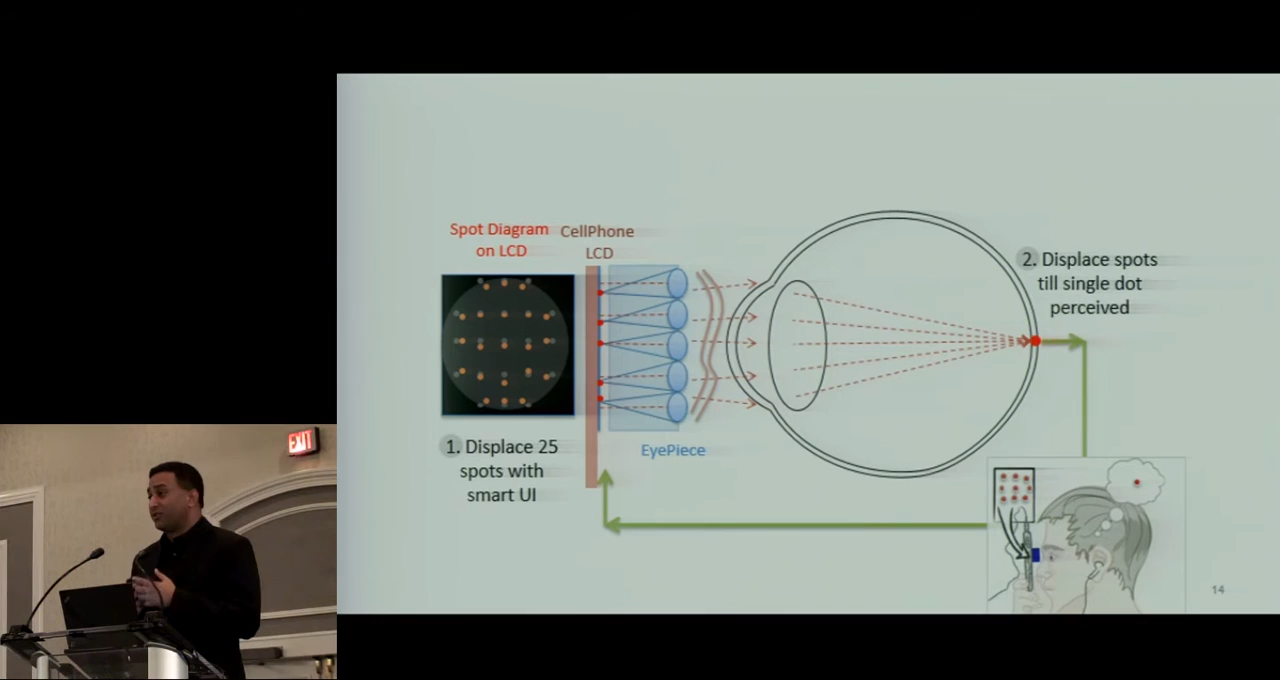 Spot Diagram
on LCD
CellPhone
LCD
2. Displace spots
till single dot
perceived
1. Displace 25
spots with
smart UI
EyePiece
EXIT
14